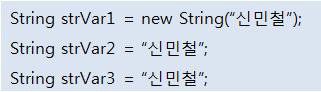 String strVar1 = new String(“신민철”);
String strVar2 = “신민철”;
String strVar3 = “신민철”;